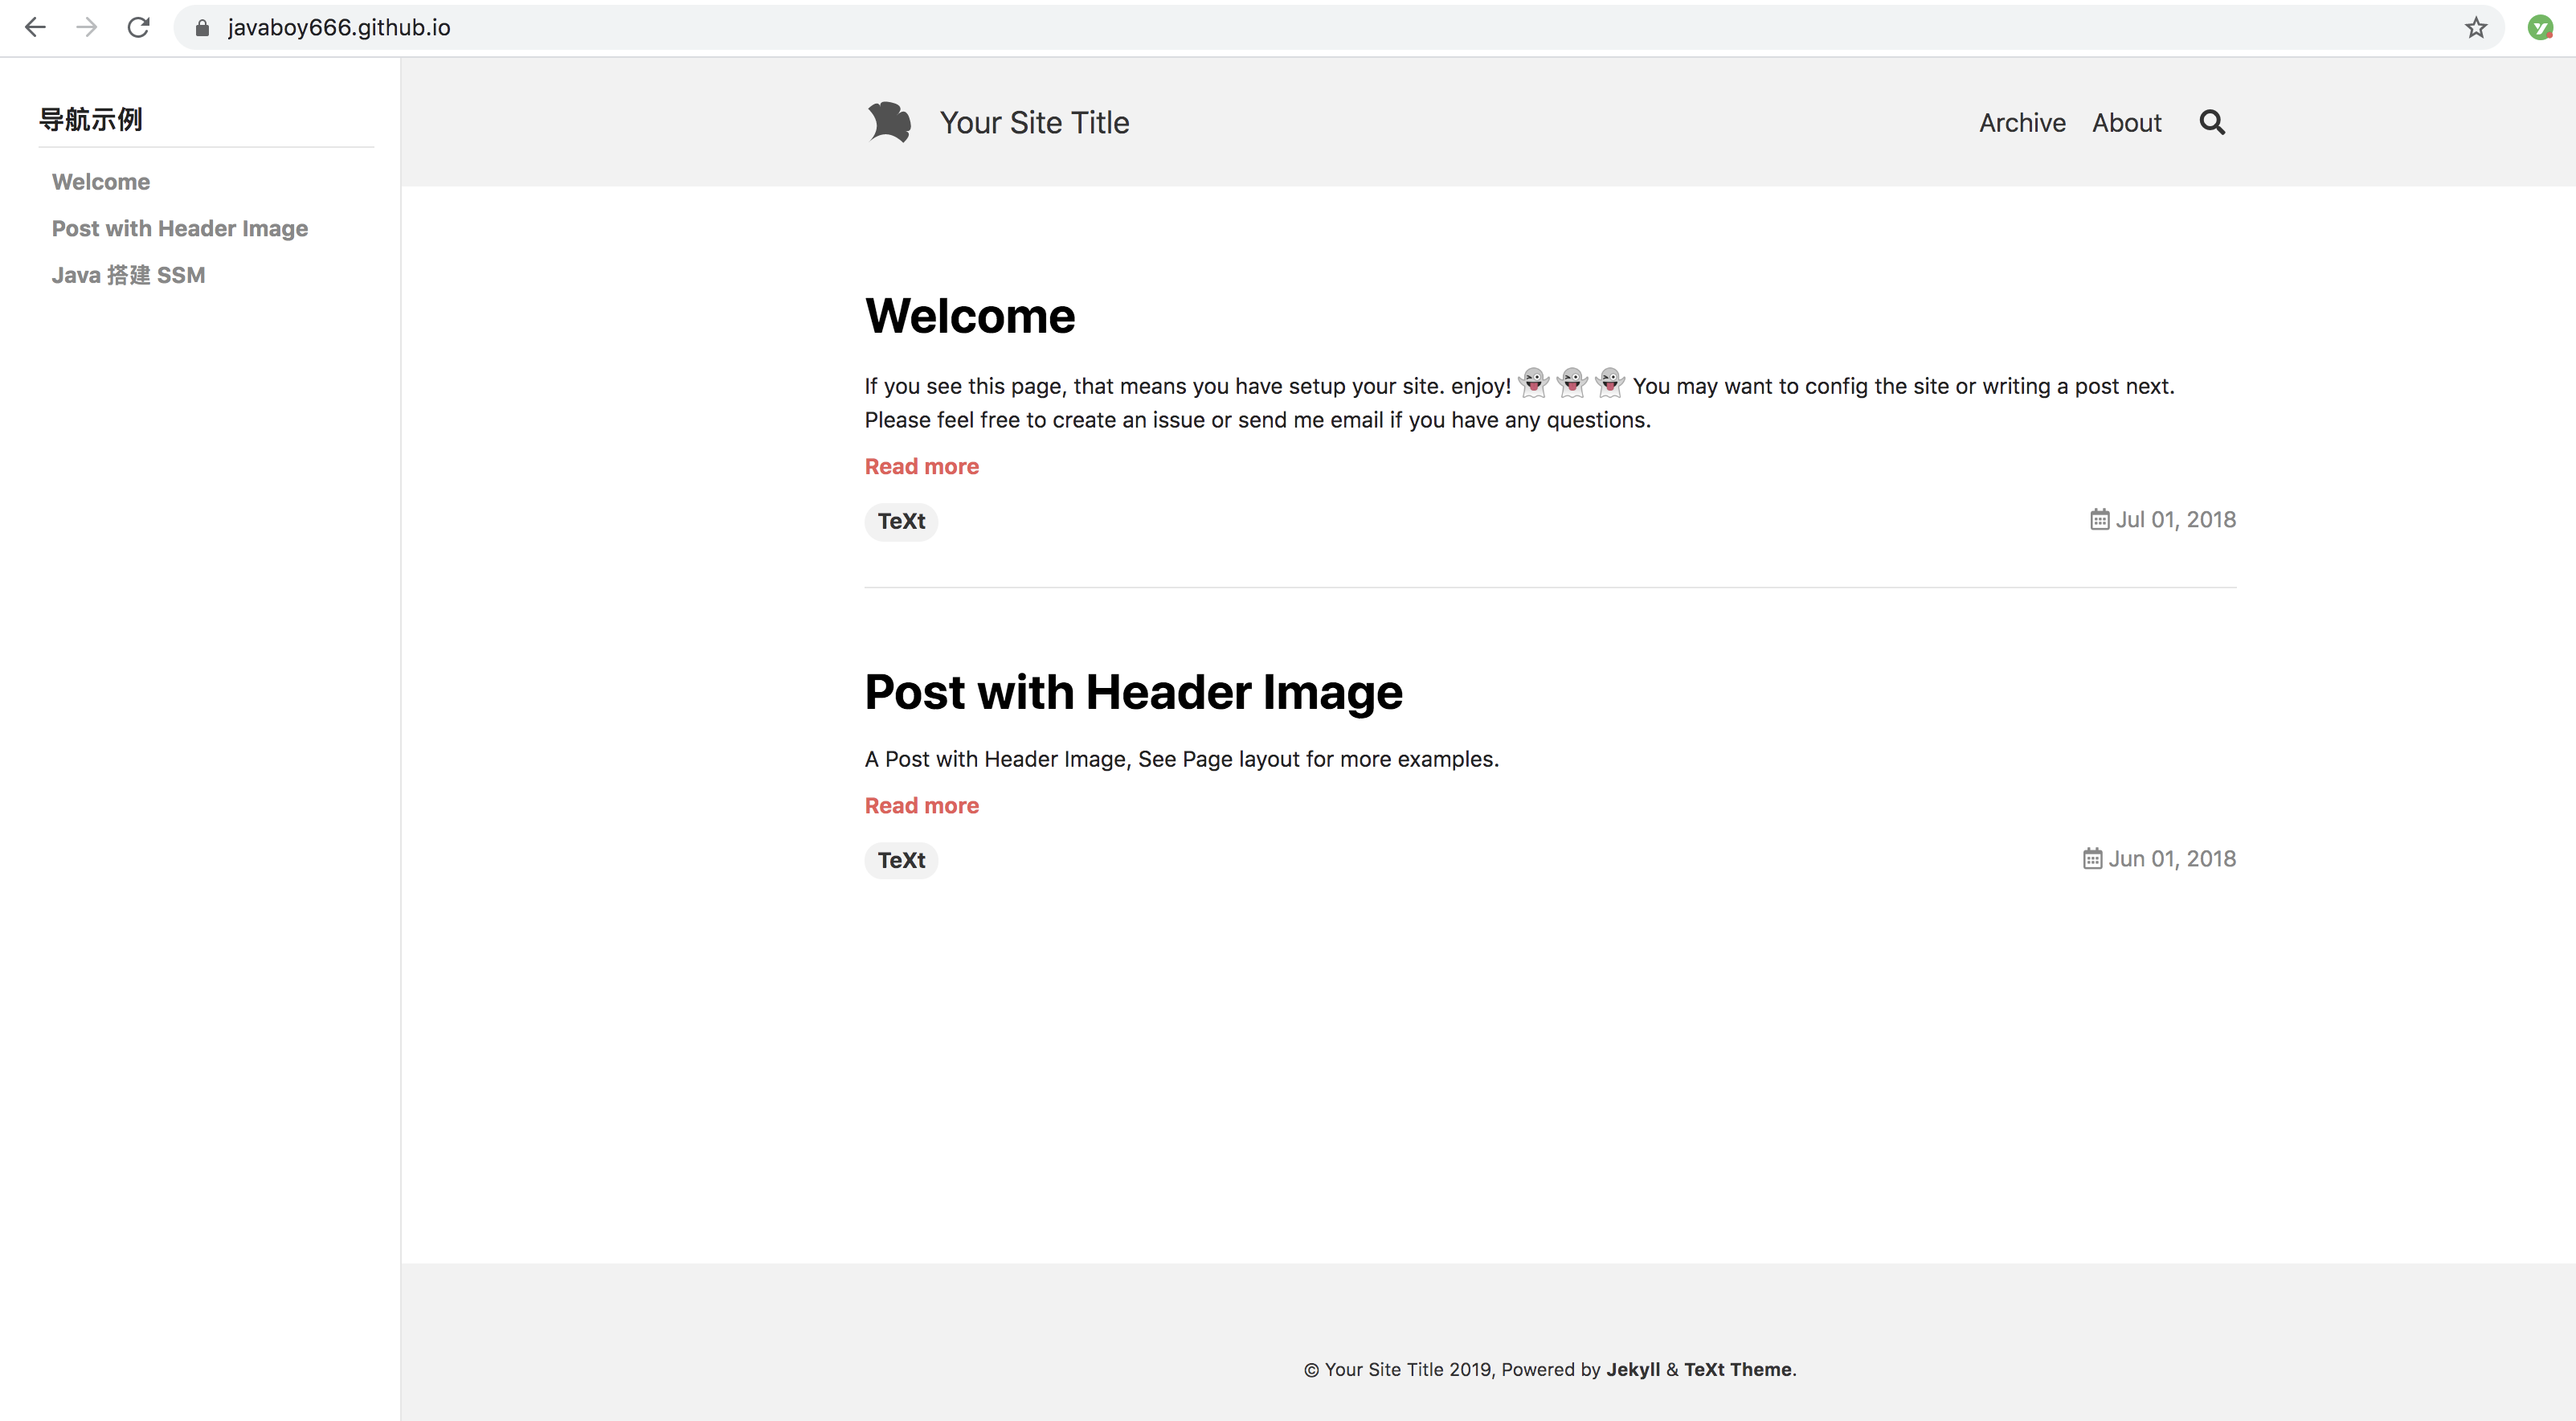 javaboy666.github.io
导航示例
Welcome
Post with Header Image
Java 搭建 SSM
Your Site Title
Archive About
Welcome
If you see this page, that means you have setup your site. enjoy! 👻 👻 👻 You may want to config the site or writing a post next.
Please feel free to create an issue or send me email if you have any questions.
Read more
TeXt
Jul 01, 2018
Post with Header Image
A Post with Header Image, See Page layout for more examples.
Read more
TeXt
Jun 01, 2018
© Your Site Title 2019, Powered by Jekyll & TeXt Theme.